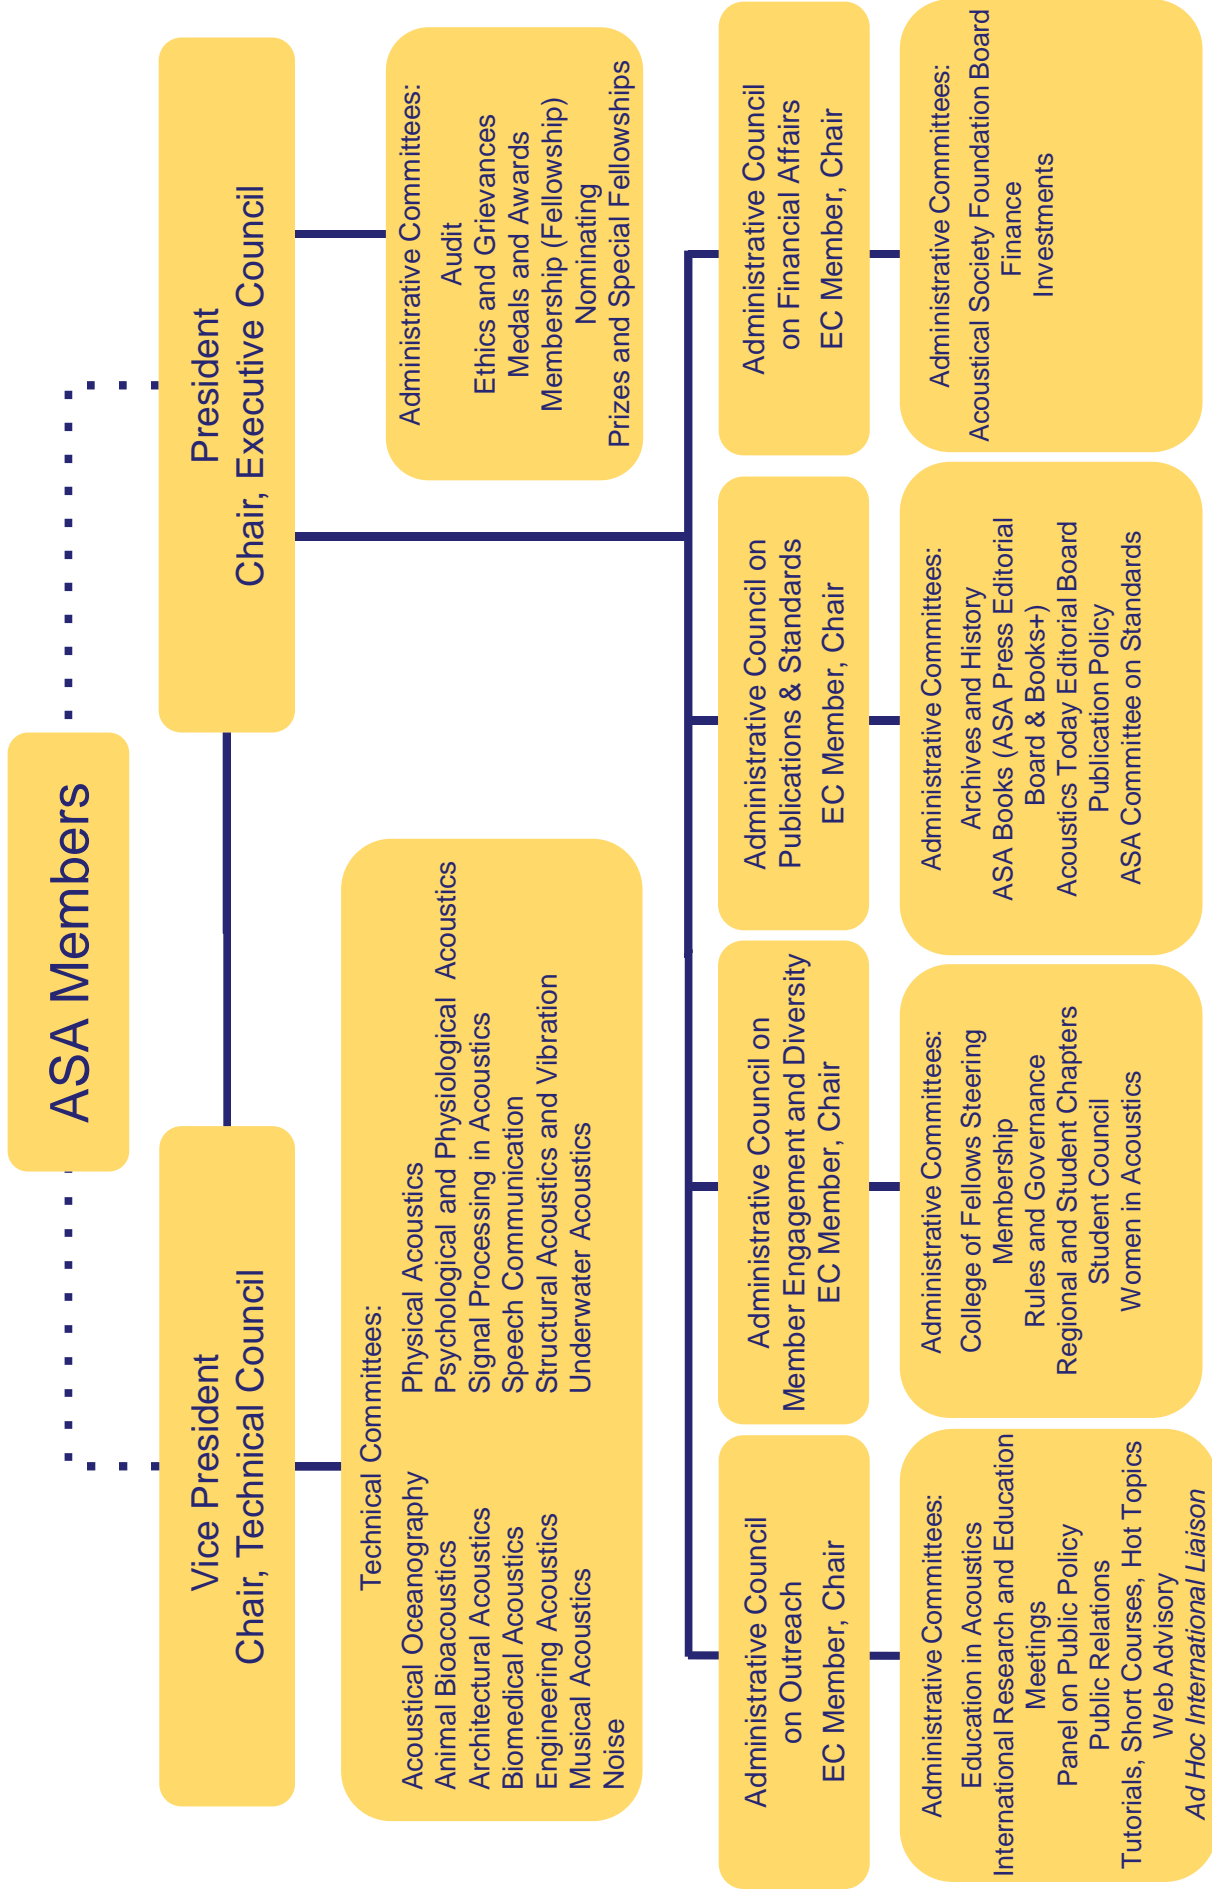 ASA Members
Vice President
Chair, Technical Council
President
Chair, Executive Council
Technical Committees:
Acoustical Oceanography
Animal Bioacoustics
Architectural Acoustics
Biomedical Acoustics
Engineering Acoustics
Musical Acoustics
Noise
Physical Acoustics
Psychological and Physiological Acoustics
Signal Processing in Acoustics
Speech Communication
Structural Acoustics and Vibration
Underwater Acoustics
Administrative Committees:
Audit
Ethics and Grievances
Medals and Awards
Membership (Fellowship)
Nominating
Prizes and Special Fellowships
Administrative Council
on Outreach
EC Member, Chair
Administrative Council on
Member Engagement and Diversity
EC Member, Chair
Administrative Council on
Publications & Standards
EC Member, Chair
Administrative Council
on Financial Affairs
EC Member, Chair
Administrative Committees:
Education in Acoustics
International Research and Education
Meetings
Panel on Public Policy
Public Relations
Tutorials, Short Courses, Hot Topics
Web Advisory
Ad Hoc International Liaison
Administrative Committees:
College of Fellows Steering
Membership
Rules and Governance
Regional and Student Chapters
Student Council
Women in Acoustics
Administrative Committees:
Archives and History
ASA Books (ASA Press Editorial
Board & Books+)
Acoustics Today Editorial Board
Publication Policy
ASA Committee on Standards
Administrative Committees:
Acoustical Society Foundation Board
Finance
Investments